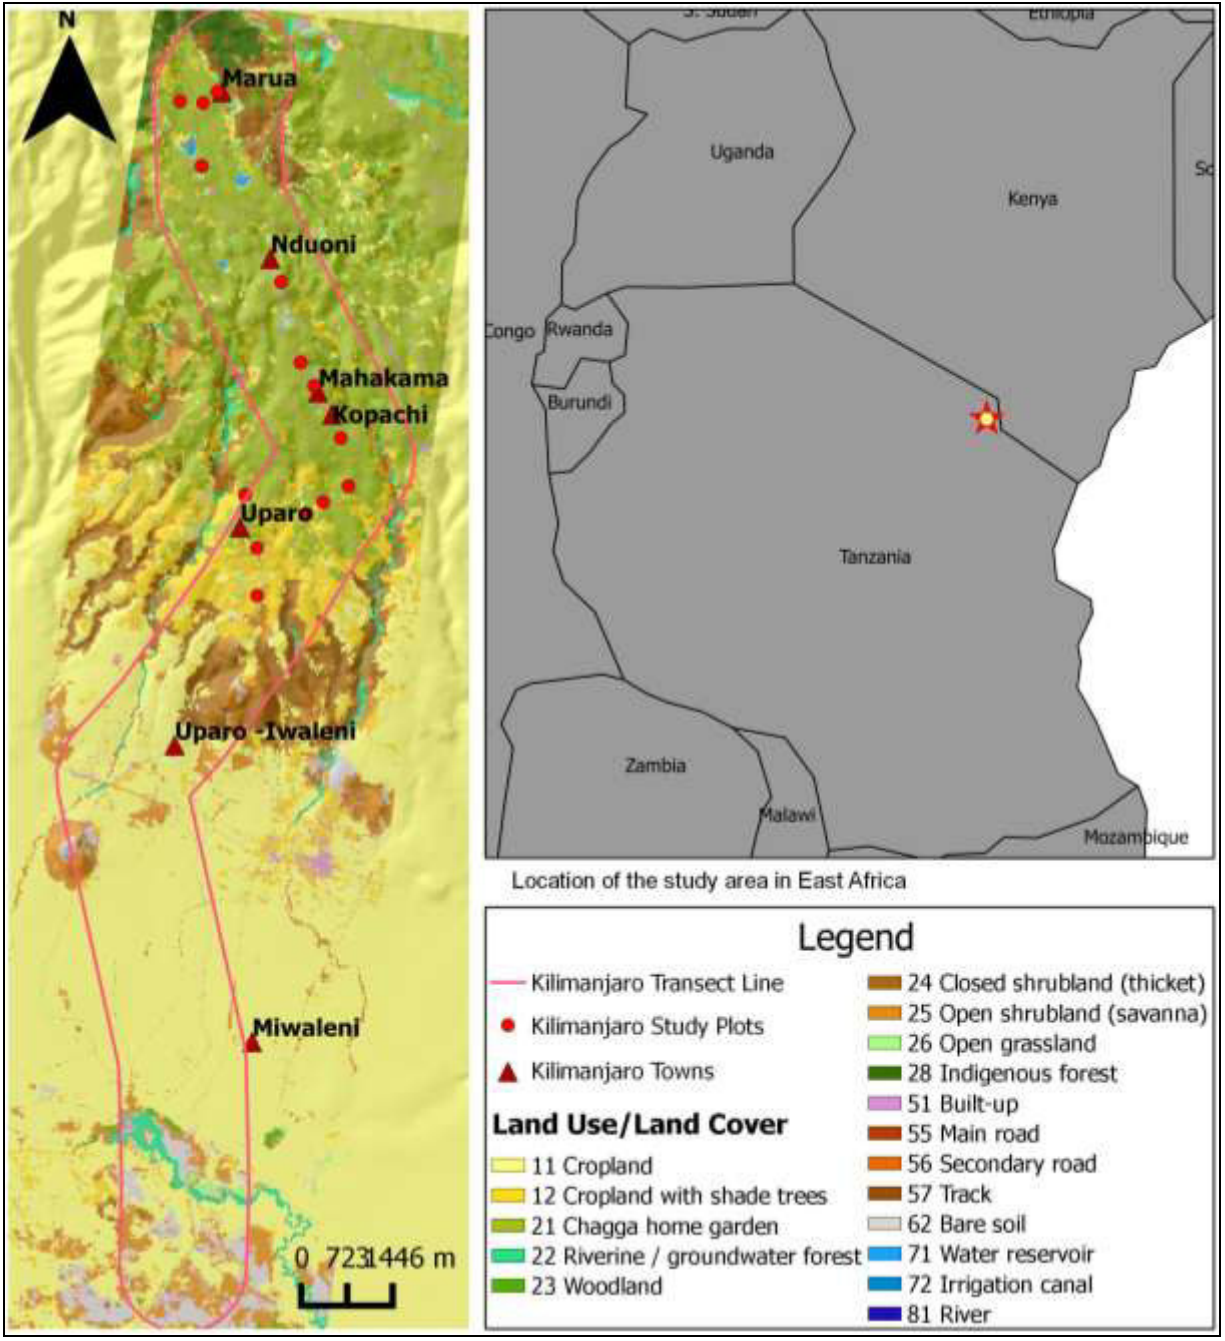 N
Marua
Nduoni
Mahakama
Kopachi
Uparo
Uparo -Iwaleni
Miwaleni
0 723 1446 m
S. Sudan
Ethiopia
Uganda
Kenya
So
Congo
Rwanda
Burundi
Tanzania
Zambia
Malawi
Mozambique
Location of the study area in East Africa
Legend
Kilimanjaro Transect Line
Kilimanjaro Study Plots
Kilimanjaro Towns
Land Use/Land Cover
11 Cropland
12 Cropland with shade trees
21 Chagga home garden
22 Riverine / groundwater forest
23 Woodland
24 Closed shrubland (thicket)
25 Open shrubland (savanna)
26 Open grassland
28 Indigenous forest
51 Built-up
55 Main road
56 Secondary road
57 Track
62 Bare soil
71 Water reservoir
72 Irrigation canal
81 River